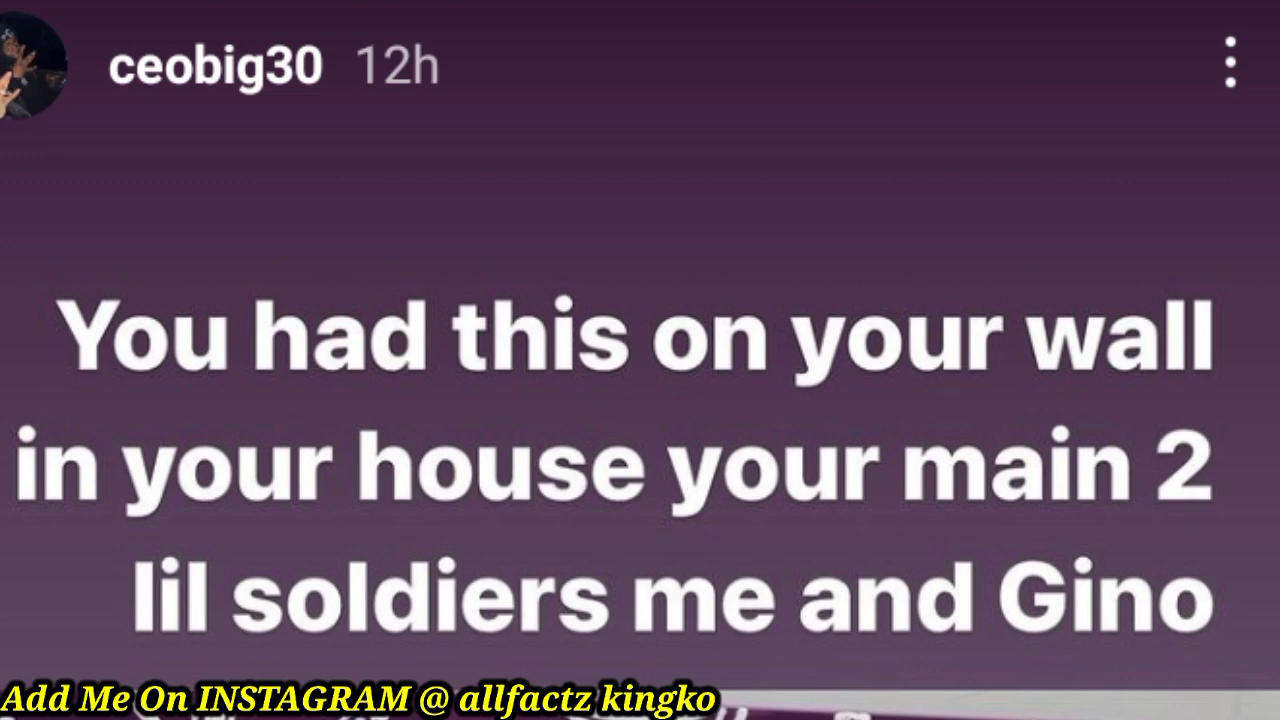 ceobig30 12h
You had this on your wall
in your house your main 2
lil soldiers me and Gino
Add Me On INSTAGRAM @ allfactz kingko